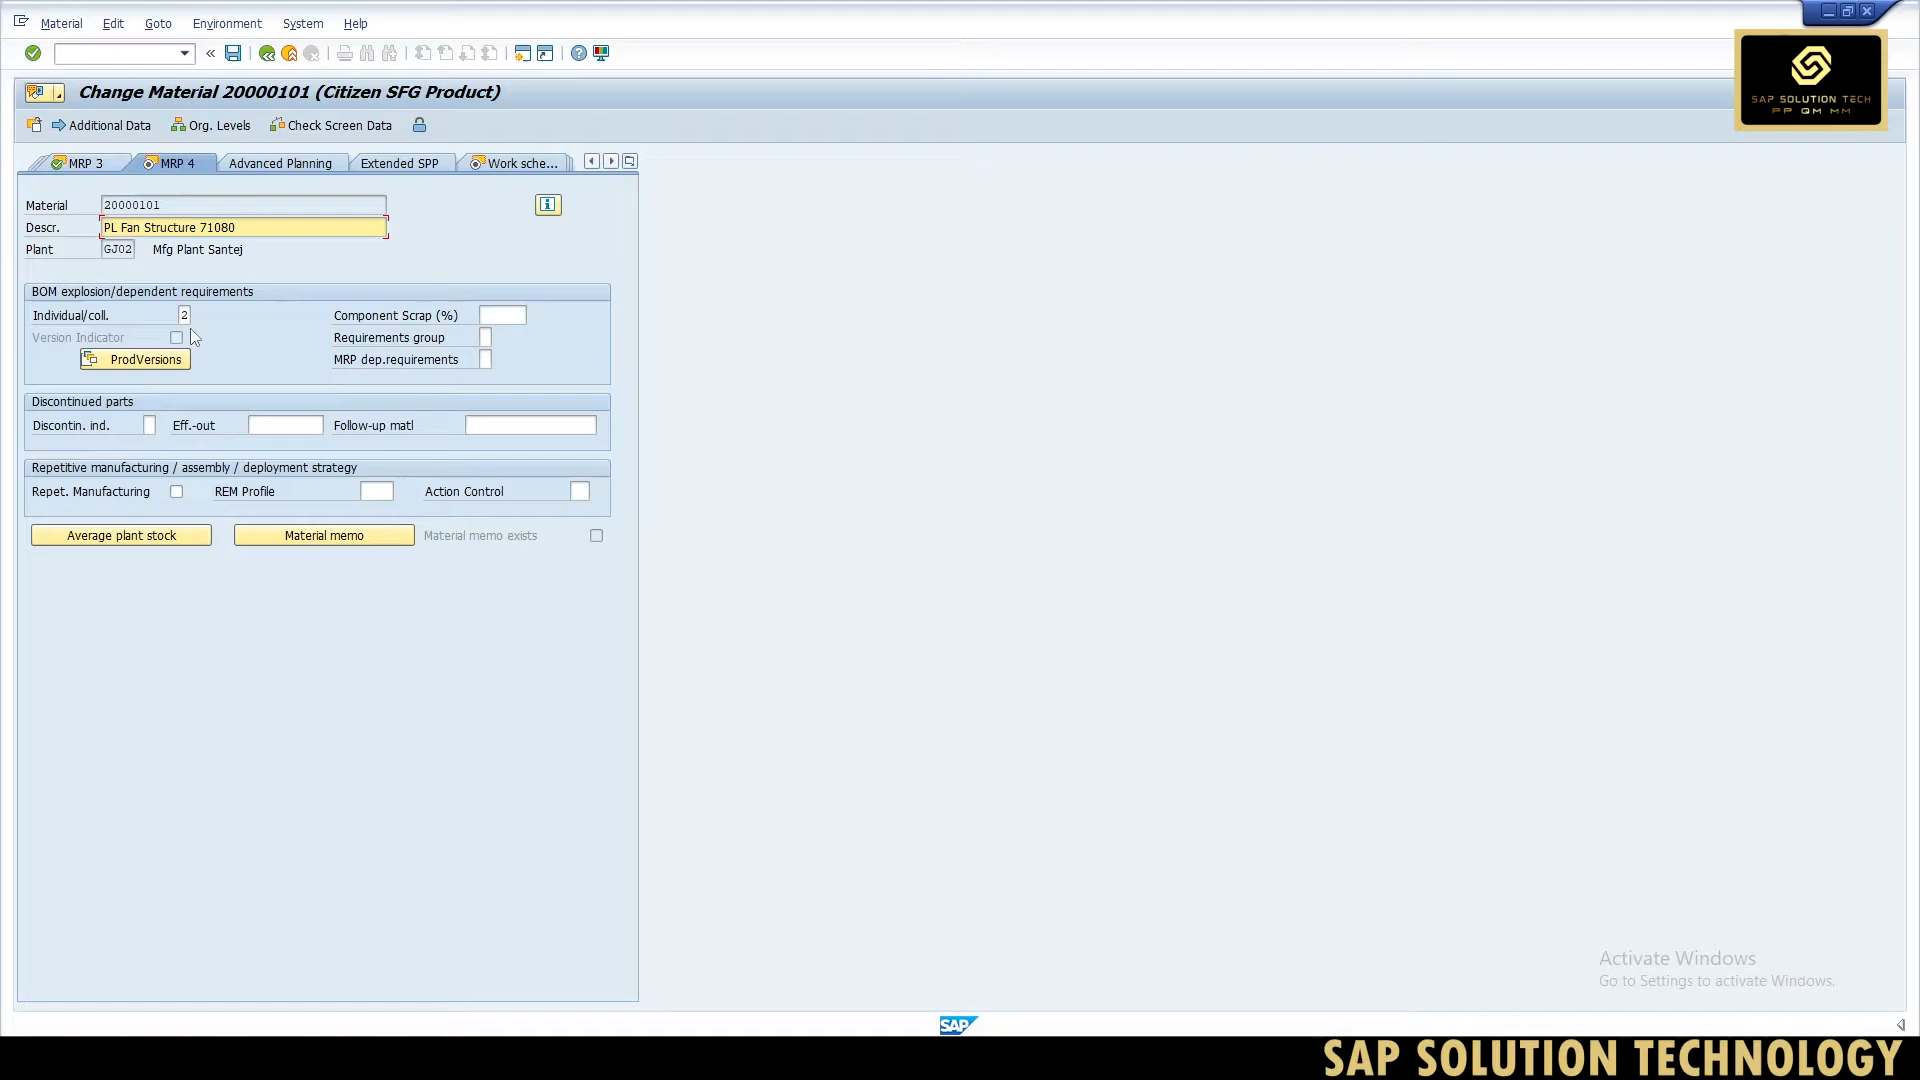 Material Edit Goto Environment System Help
SAP SOLUTION TECH
PP QM MM
Change Material 20000101 (Citizen SFG Product)
Additional Data Org. Levels Check Screen Data
MRP 3 MRP 4 Advanced Planning Extended SPP Work sche...
Material 20000101
Descr. PL Fan Structure 71080
Plant GJ02 Mfg Plant Santej
BOM explosion/dependent requirements
Individual/coll. 2 Component Scrap (%)
Version Indicator Requirements group
ProdVersions MRP dep.requirements
Discontinued parts
Discontin. ind. Eff.-out Follow-up matl
Repetitive manufacturing / assembly / deployment strategy
Repet. Manufacturing REM Profile Action Control
Average plant stock Material memo Material memo exists
Activate Windows
Go to Settings to activate Windows.
SAP
SAP SOLUTION TECHNOLOGY